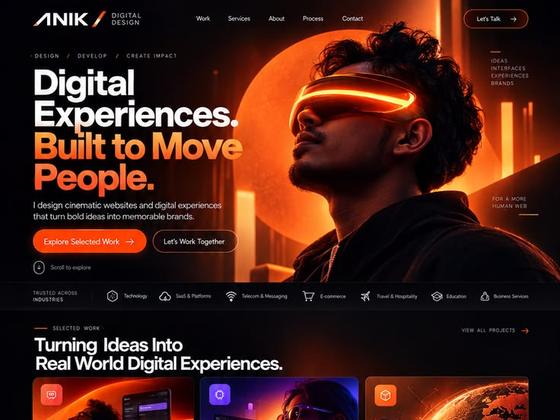 ANIK / DIGITAL
DESIGN
Work Services About Process Contact
Let's Talk →
DESIGN / DEVELOP / CREATE IMPACT
Digital
Experiences.
Built to Move
People.
IDEAS
INTERFACES
EXPERIENCES
BRANDS
I design cinematic websites and digital experiences
that turn bold ideas into memorable brands.
FOR A MORE
HUMAN WEB
Explore Selected Work →
Let's Work Together
Scroll to explore
TRUSTED ACROSS
INDUSTRIES
Technology
SaaS & Platforms
Telecom & Messaging
E-commerce
Travel & Hospitality
Education
Business Services
SELECTED WORK
VIEW ALL PROJECTS →
Turning Ideas Into
Real World Digital Experiences.